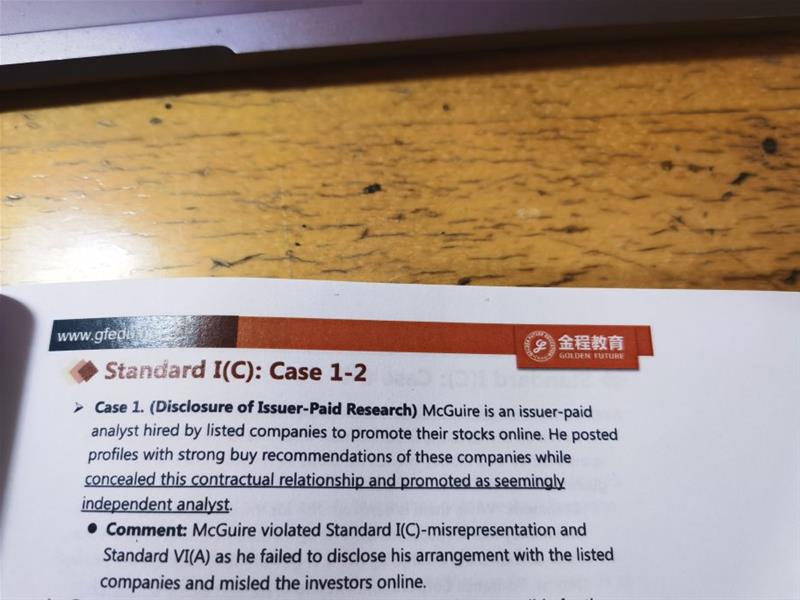 www.gfedu
金程教育
GOLDEN FUTURE
Standard I(C): Case 1-2
➢ Case 1. (Disclosure of Issuer-Paid Research) McGuire is an issuer-paid
analyst hired by listed companies to promote their stocks online. He posted
profiles with strong buy recommendations of these companies while
concealed this contractual relationship and promoted as seemingly
independent analyst.
● Comment: McGuire violated Standard I(C)-misrepresentation and
Standard VI(A) as he failed to disclose his arrangement with the listed
companies and misled the investors online.